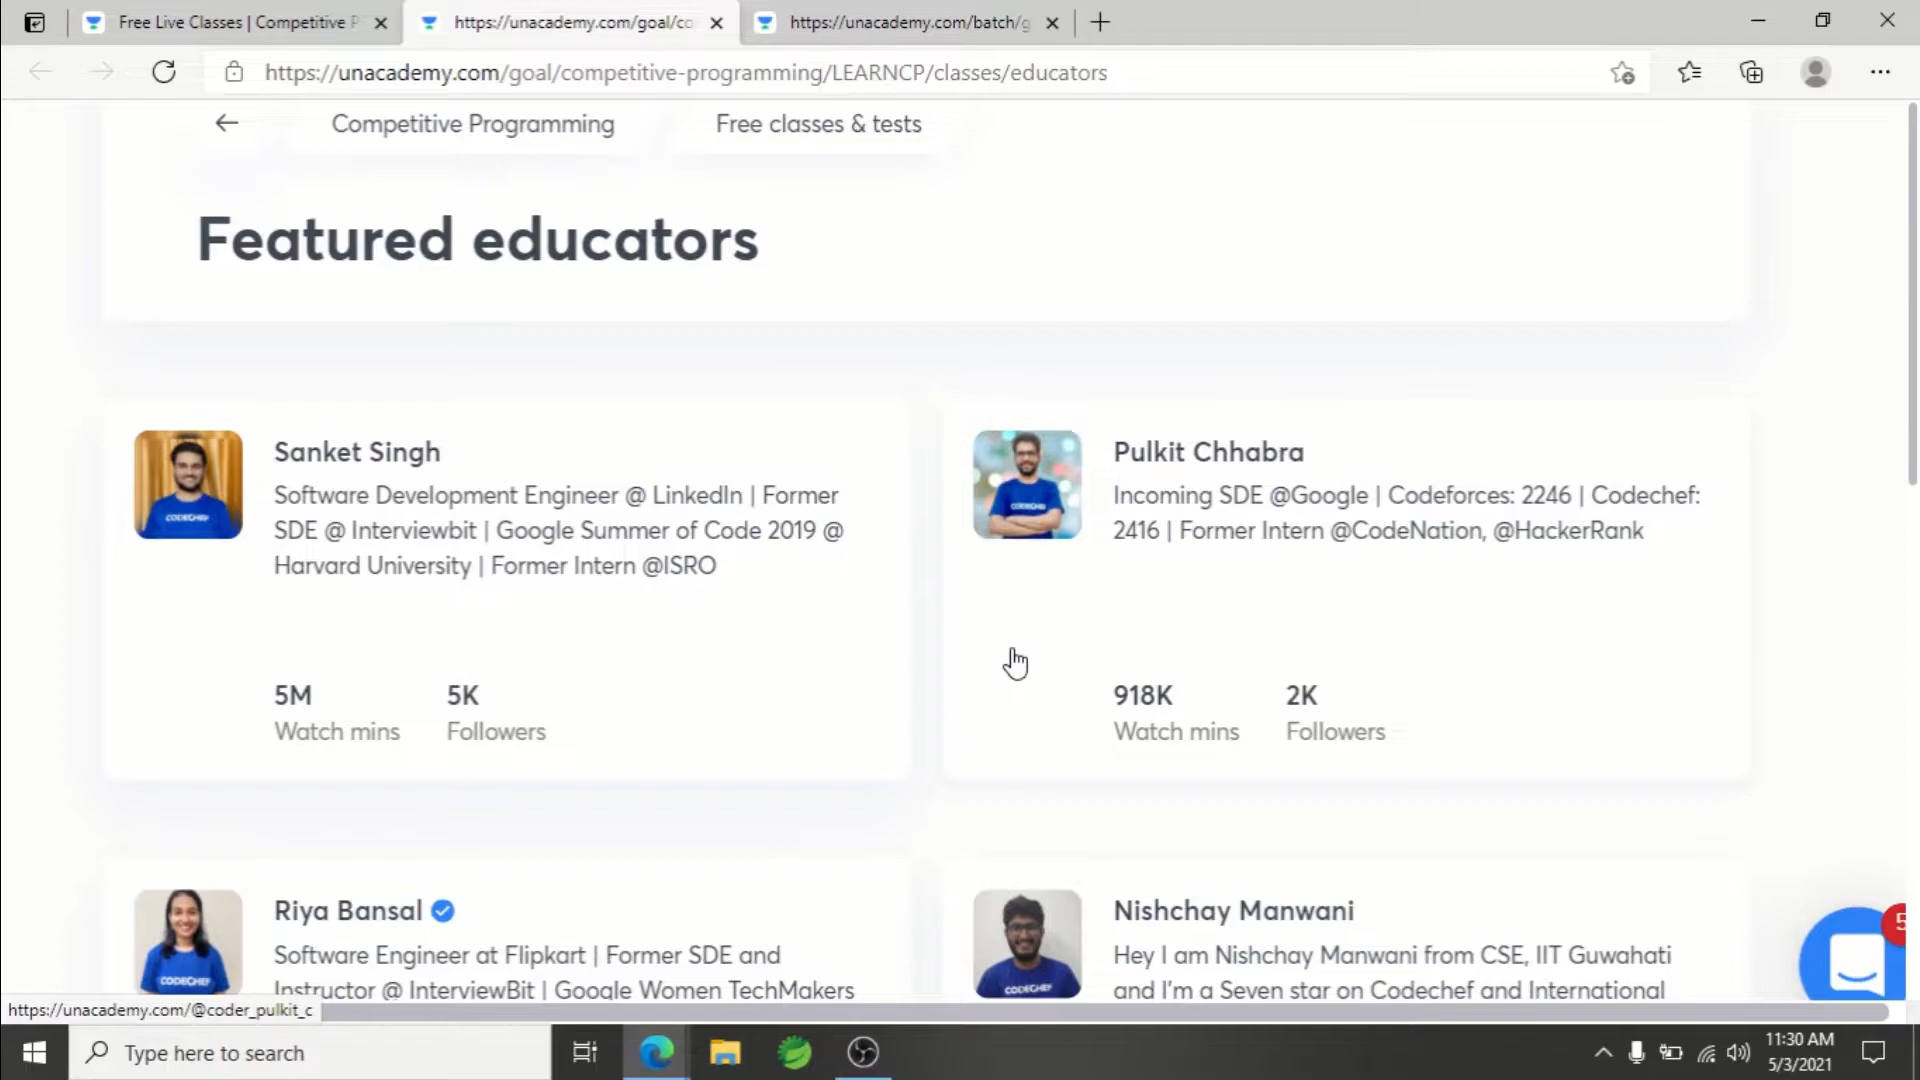 Free Live Classes | Competitive P
https://unacademy.com/goal/co
https://unacademy.com/batch/g
https://unacademy.com/goal/competitive-programming/LEARNCP/classes/educators
Competitive Programming
Free classes & tests
Featured educators
CODECHEF
Sanket Singh
Software Development Engineer @ LinkedIn | Former
SDE @ Interviewbit | Google Summer of Code 2019 @
Harvard University | Former Intern @ISRO
5M
5K
Watch mins
Followers
CODECHEF
Pulkit Chhabra
Incoming SDE @Google | Codeforces: 2246 | Codechef:
2416 | Former Intern @CodeNation, @HackerRank
918K
2K
Watch mins
Followers
CODECHEF
Riya Bansal
Software Engineer at Flipkart | Former SDE and
Instructor @ InterviewBit | Google Women TechMakers
CODECHEF
Nishchay Manwani
Hey I am Nishchay Manwani from CSE, IIT Guwahati
and I'm a Seven star on Codechef and International
5
https://unacademy.com/@coder_pulkit_c
Type here to search
11:30 AM
5/3/2021